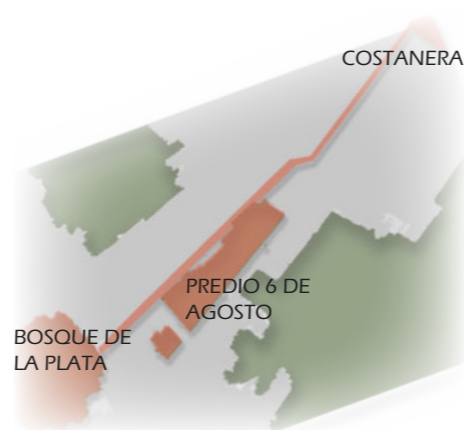 COSTANERA
PREDIO 6 DE
AGOSTO
BOSQUE DE
LA PLATA